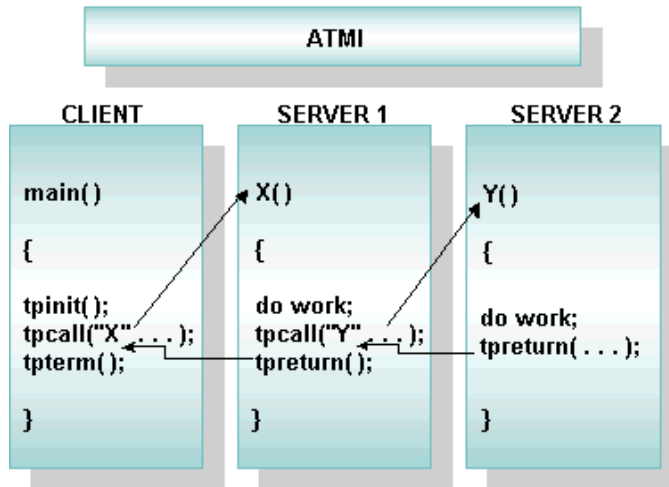 ATMI
CLIENT
main( )
{
tpinit( );
tpcall("X" . . . );
tpterm( );
}
SERVER 1
X( )
{
do work;
tpcall("Y" . . . );
tpreturn( );
}
SERVER 2
Y( )
{
do work;
tpreturn( . . . );
}